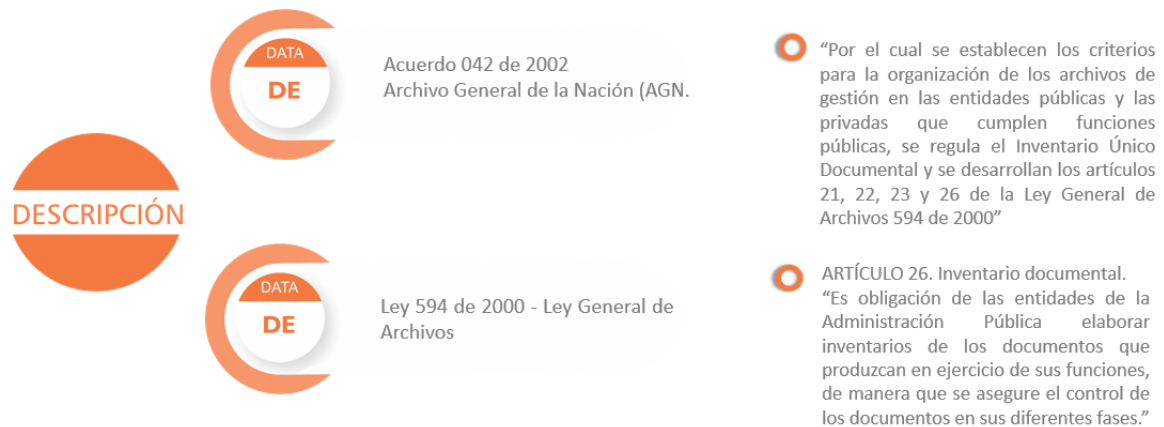 DESCRIPCIÓN
DATA
DE
Acuerdo 042 de 2002
Archivo General de la Nación (AGN.
“Por el cual se establecen los criterios
para la organización de los archivos de
gestión en las entidades públicas y las
privadas que cumplen funciones
públicas, se regula el Inventario Único
Documental y se desarrollan los artículos
21, 22, 23 y 26 de la Ley General de
Archivos 594 de 2000”
DATA
DE
Ley 594 de 2000 - Ley General de
Archivos
ARTÍCULO 26. Inventario documental.
“Es obligación de las entidades de la
Administración Pública elaborar
inventarios de los documentos que
produzcan en ejercicio de sus funciones,
de manera que se asegure el control de
los documentos en sus diferentes fases.”